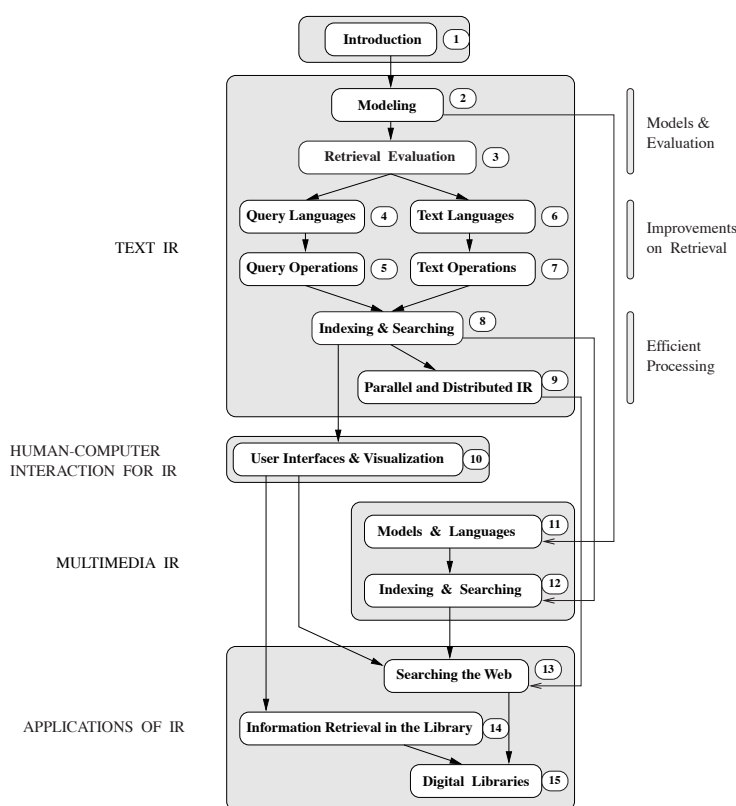 Introduction 1
Modeling 2
Models &
Evaluation
Retrieval Evaluation 3
Query Languages 4
Text Languages 6
Improvements
on Retrieval
TEXT IR
Query Operations 5
Text Operations 7
Indexing & Searching 8
Efficient
Processing
Parallel and Distributed IR 9
HUMAN-COMPUTER
INTERACTION FOR IR
User Interfaces & Visualization 10
Models & Languages 11
MULTIMEDIA IR
Indexing & Searching 12
Searching the Web 13
APPLICATIONS OF IR
Information Retrieval in the Library 14
Digital Libraries 15